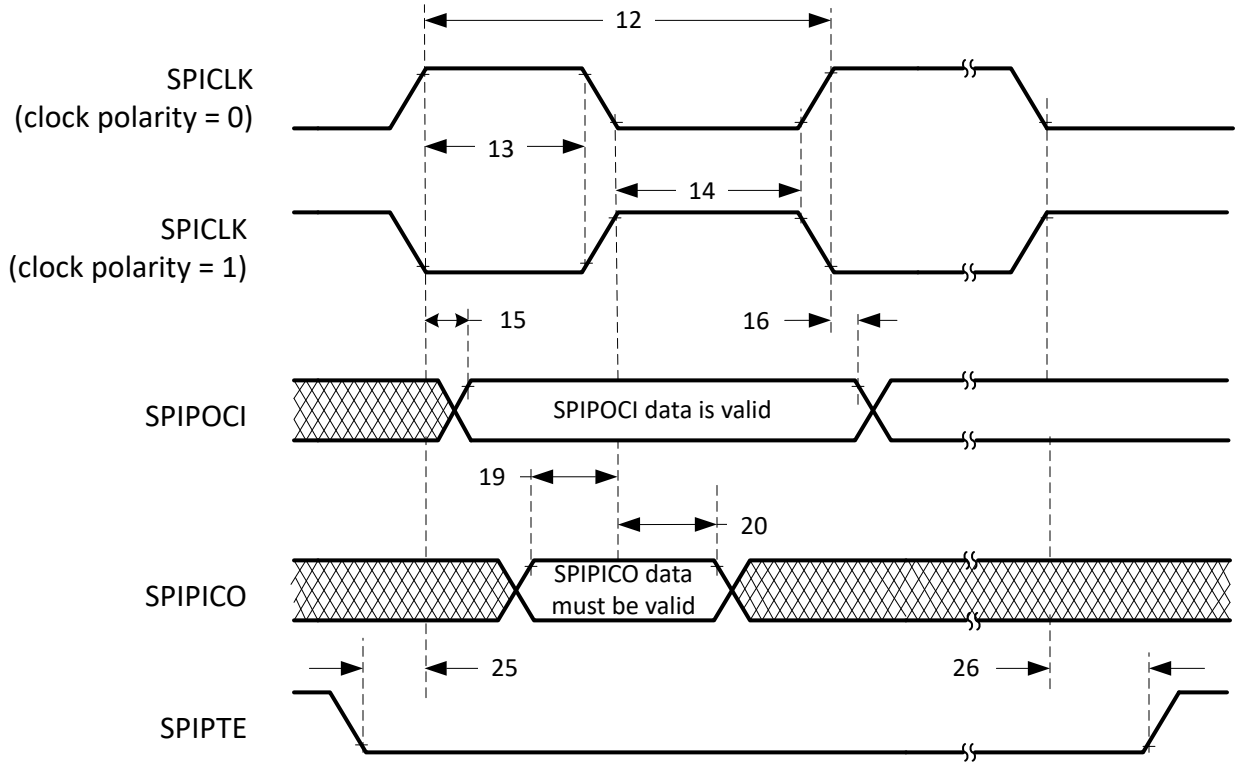 12
SPICLK
(clock polarity = 0)
13
14
SPICLK
(clock polarity = 1)
15
16
SPIPOCI
SPIPOCI data is valid
19
20
SPIPICO
SPIPICO data
must be valid
25
26
SPIPTE